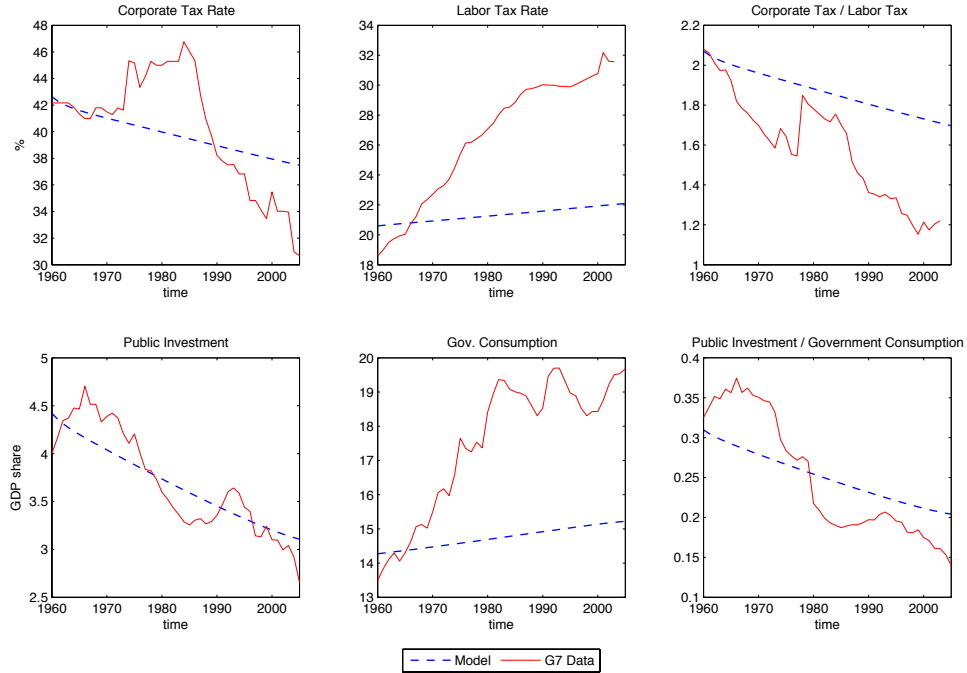 Corporate Tax Rate
48
46
44
42
40
38
36
34
32
30
%
1960 1970 1980 1990 2000
time
Labor Tax Rate
34
32
30
28
26
24
22
20
18
1960 1970 1980 1990 2000
time
Corporate Tax / Labor Tax
2.2
2
1.8
1.6
1.4
1.2
1
1960 1970 1980 1990 2000
time
Public Investment
5
4.5
4
3.5
3
2.5
GDP share
1960 1970 1980 1990 2000
time
Gov. Consumption
20
19
18
17
16
15
14
13
1960 1970 1980 1990 2000
time
Public Investment / Government Consumption
0.4
0.35
0.3
0.25
0.2
0.15
0.1
1960 1970 1980 1990 2000
time
Model G7 Data